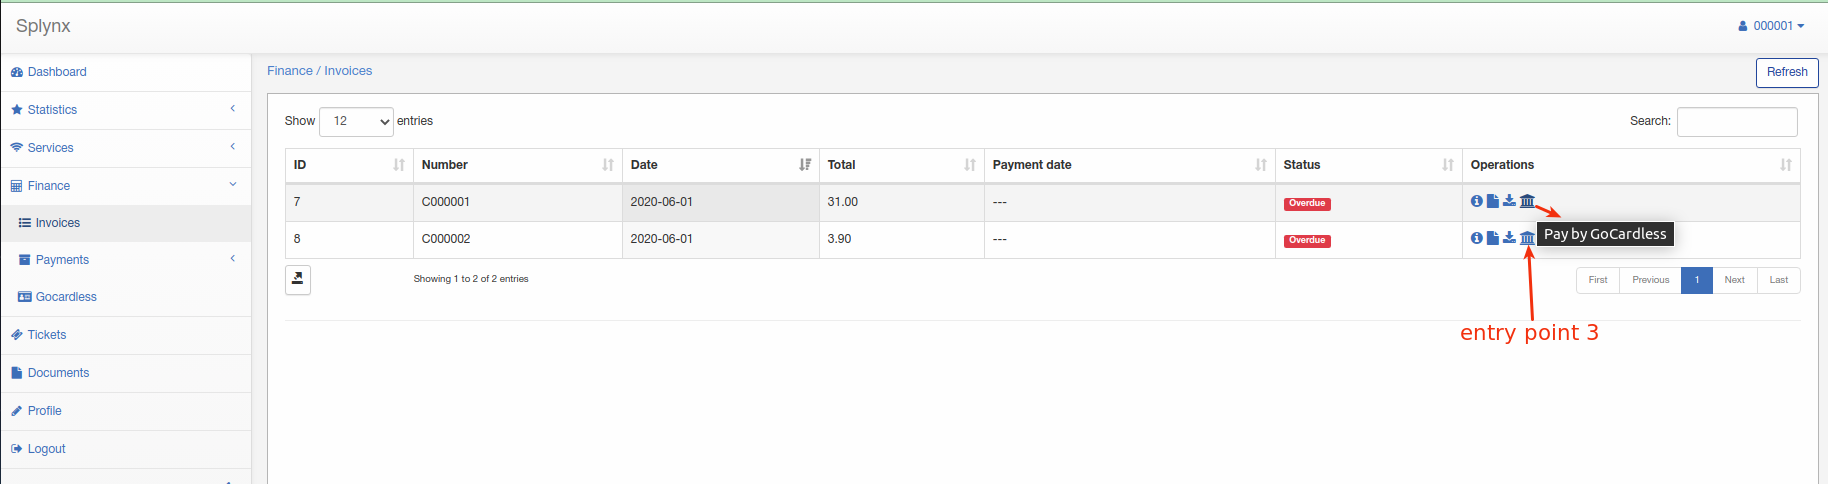 Splynx
000001
Dashboard
Statistics
Services
Finance
Invoices
Payments
Gocardless
Tickets
Documents
Profile
Logout
Finance / Invoices
Refresh
Show 12 entries
Search:
ID Number Date Total Payment date Status Operations
7 C000001 2020-06-01 31.00 --- Overdue
8 C000002 2020-06-01 3.90 --- Overdue
Pay by GoCardless
Showing 1 to 2 of 2 entries
First Previous 1 Next Last
entry point 3